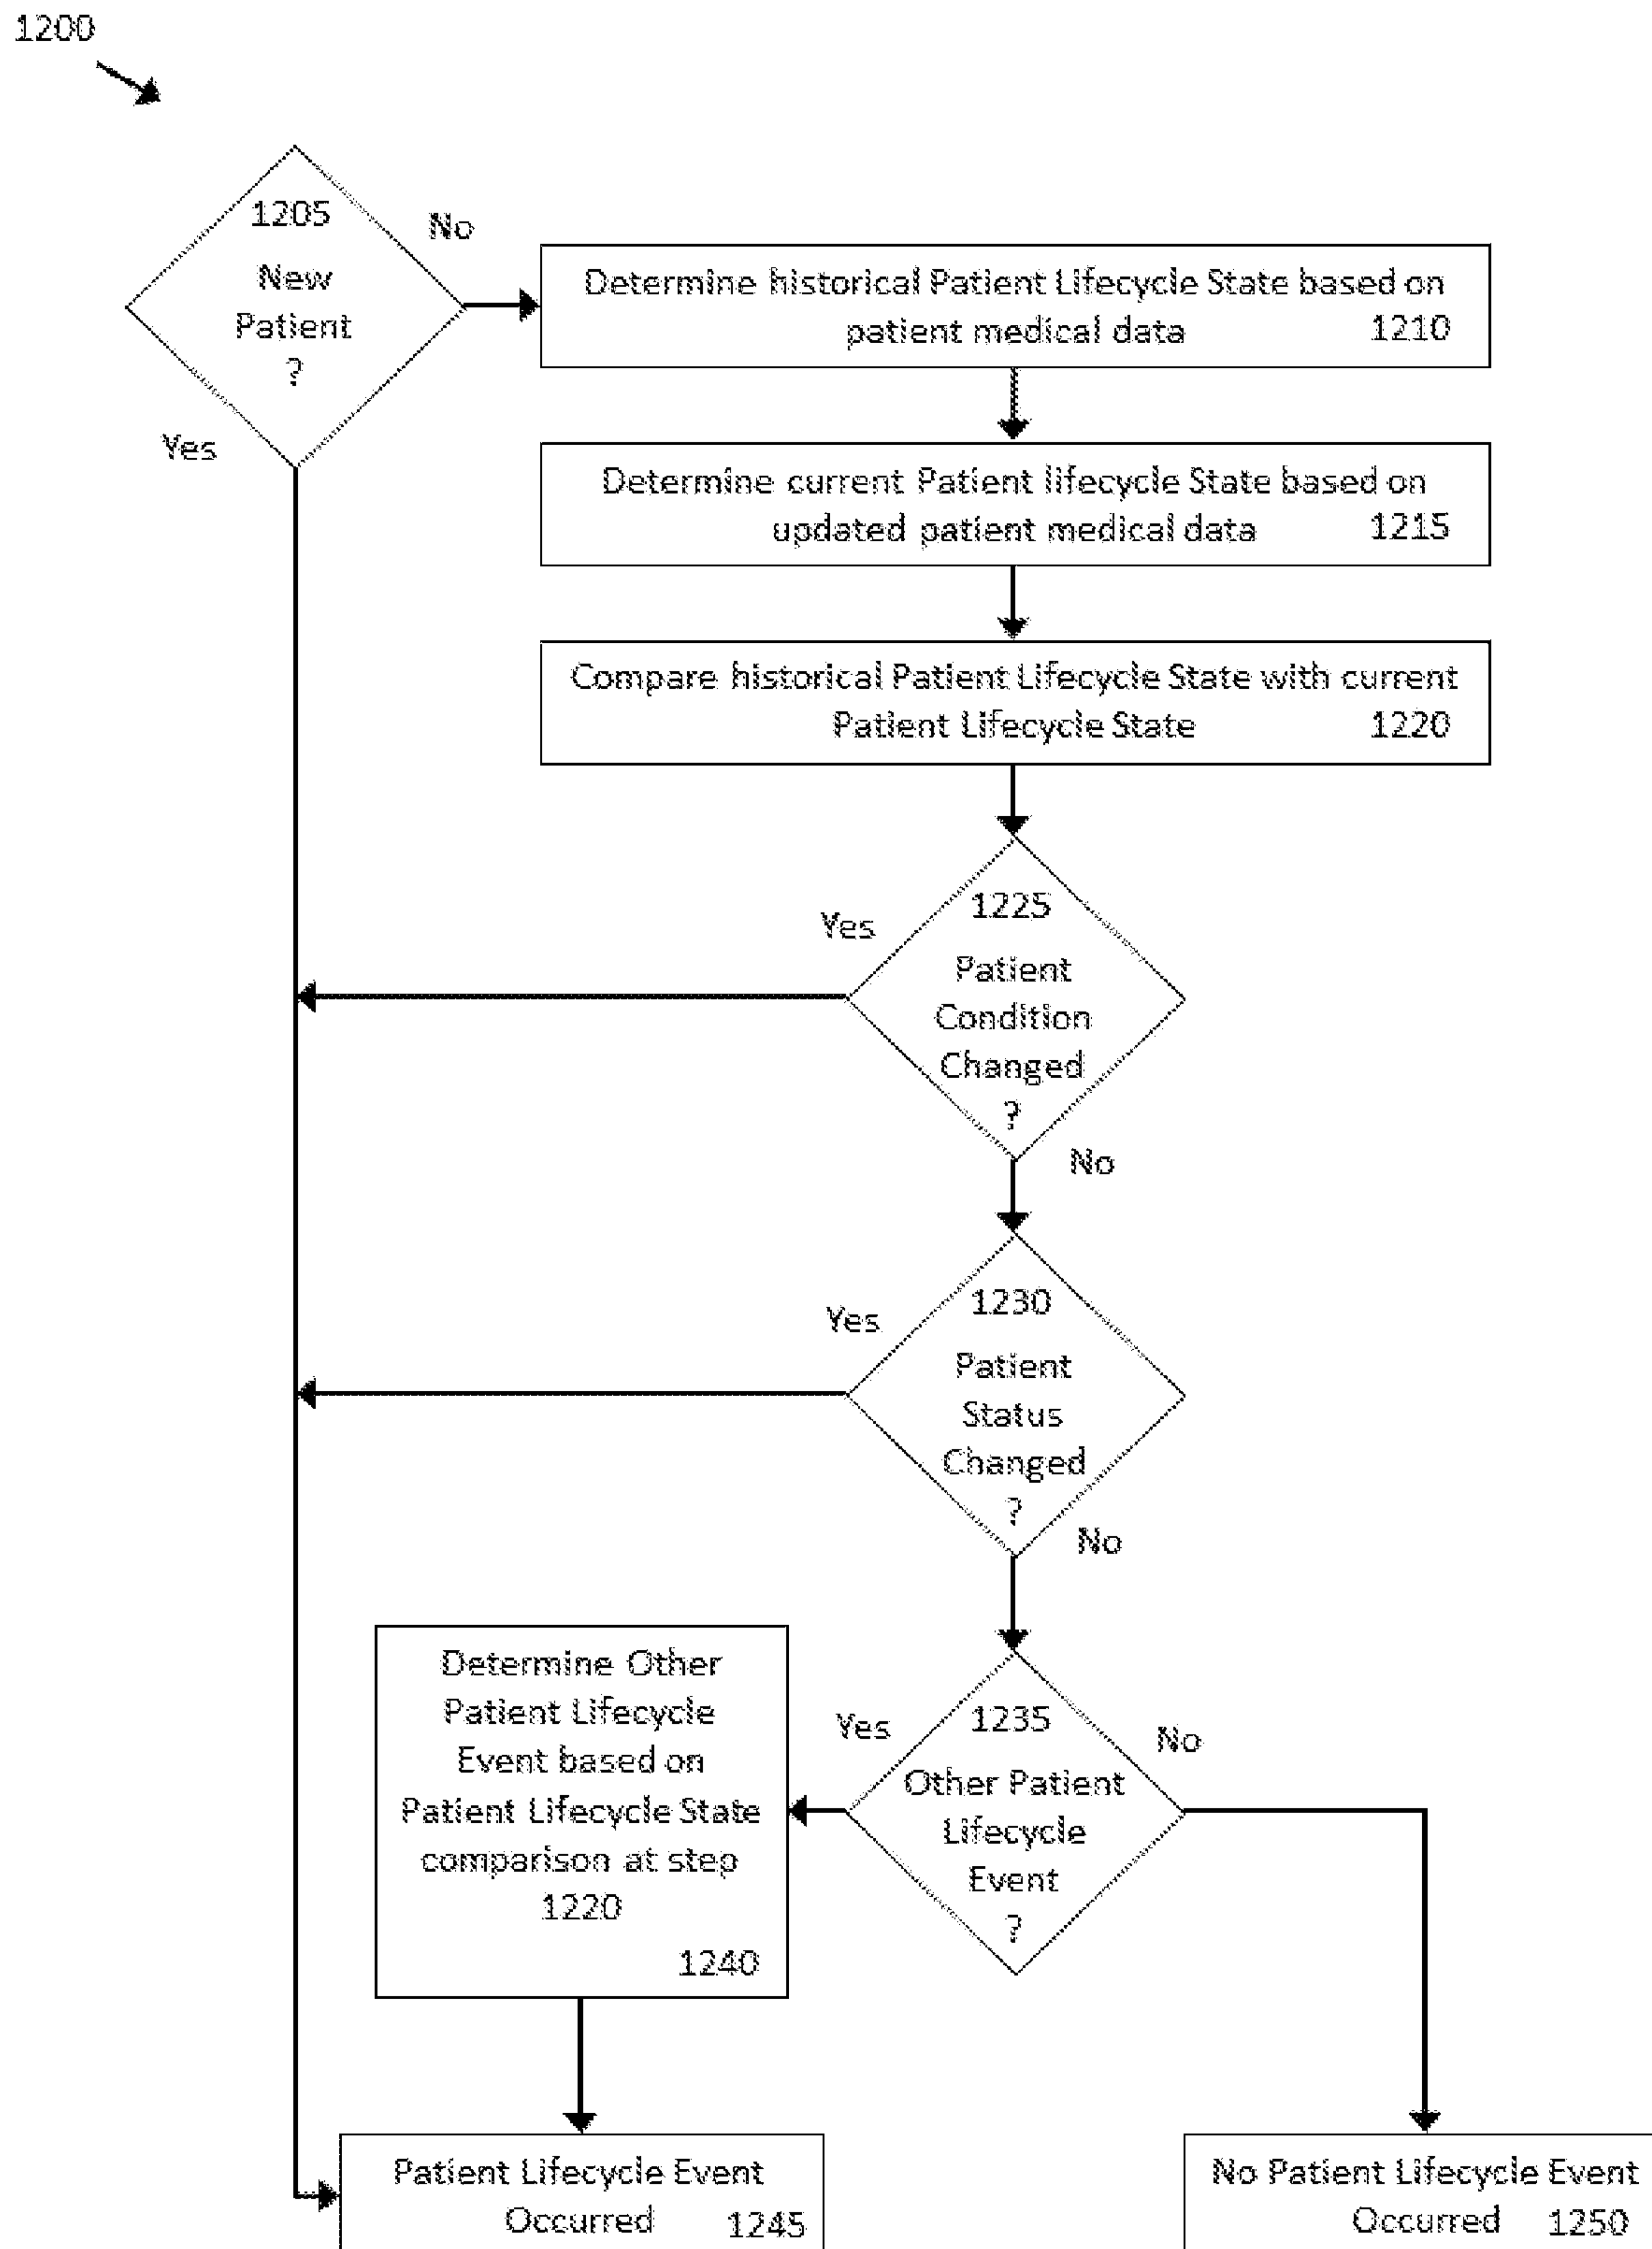 1200
1205
New
Patient
?
No
Yes
Determine historical Patient Lifecycle State based on
patient medical data 1210
Determine current Patient lifecycle State based on
updated patient medical data 1215
Compare historical Patient Lifecycle State with current
Patient Lifecycle State 1220
1225
Patient
Condition
Changed
?
Yes
No
1230
Patient
Status
Changed
?
Yes
No
1235
Other Patient
Lifecycle
Event
?
Yes
No
Determine Other
Patient Lifecycle
Event based on
Patient Lifecycle State
comparison at step
1220
1240
Patient Lifecycle Event
Occurred 1245
No Patient Lifecycle Event
Occurred 1250